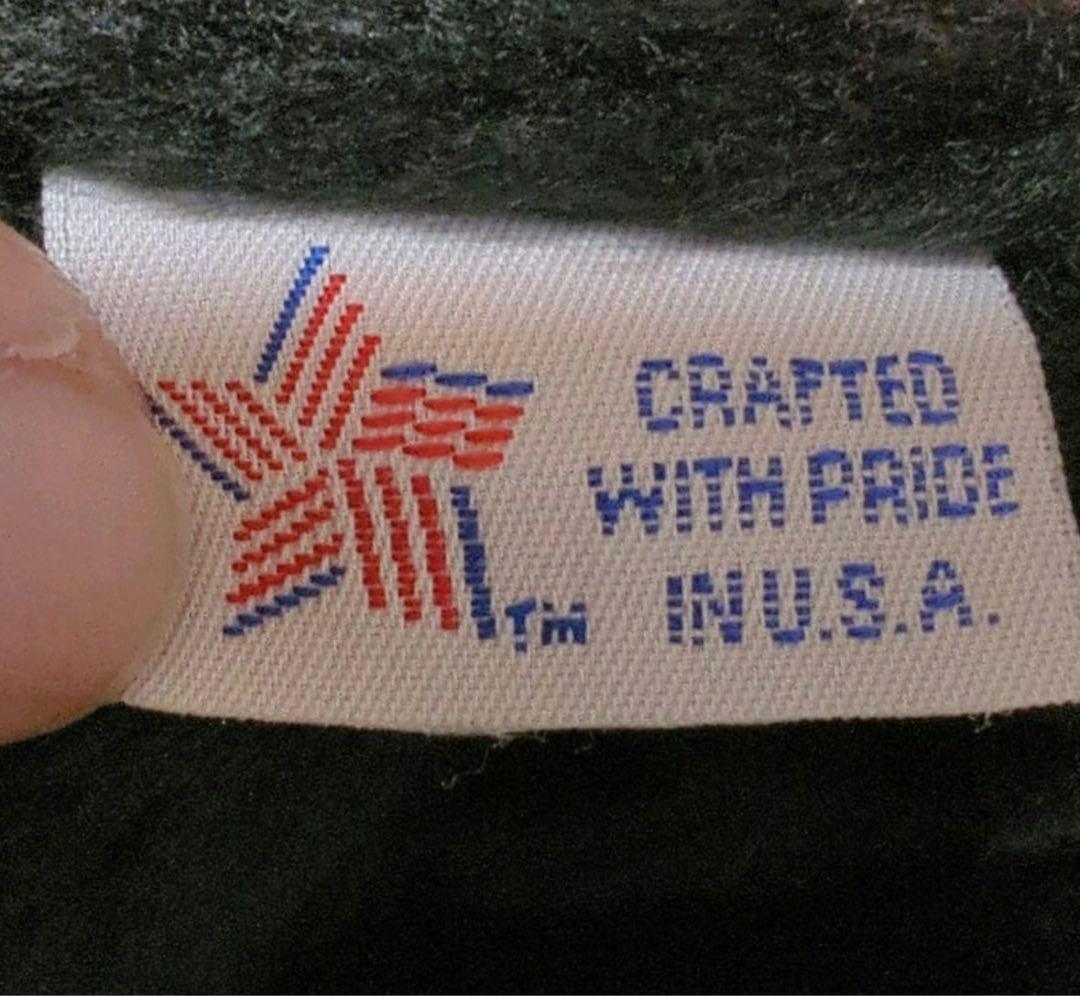 CRAFTED
WITH PRIDE
IN U.S.A.
TM